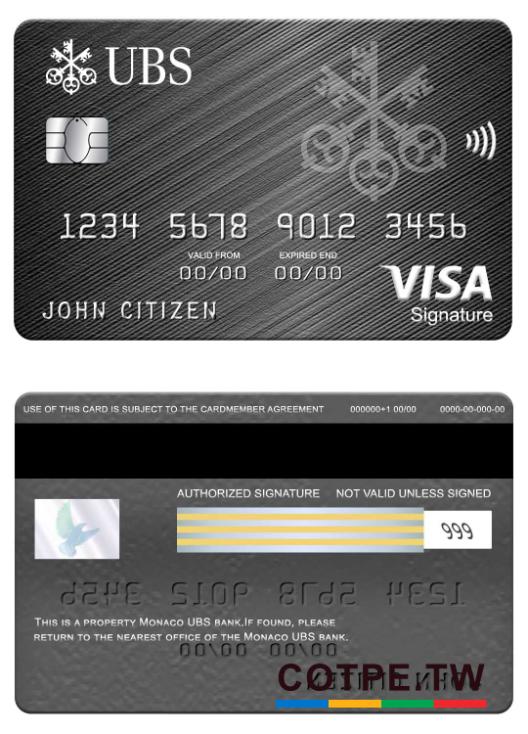 UBS
1234 5678 9012 3456
VALID FROM EXPIRED END
00/00 00/00
JOHN CITIZEN
VISA
Signature
USE OF THIS CARD IS SUBJECT TO THE CARDMEMBER AGREEMENT 000000+1 00/00 0000-00-000-00
AUTHORIZED SIGNATURE NOT VALID UNLESS SIGNED
999
THIS IS A PROPERTY MONACO UBS BANK.IF FOUND, PLEASE
RETURN TO THE NEAREST OFFICE OF THE MONACO UBS BANK.
COTPE.TW